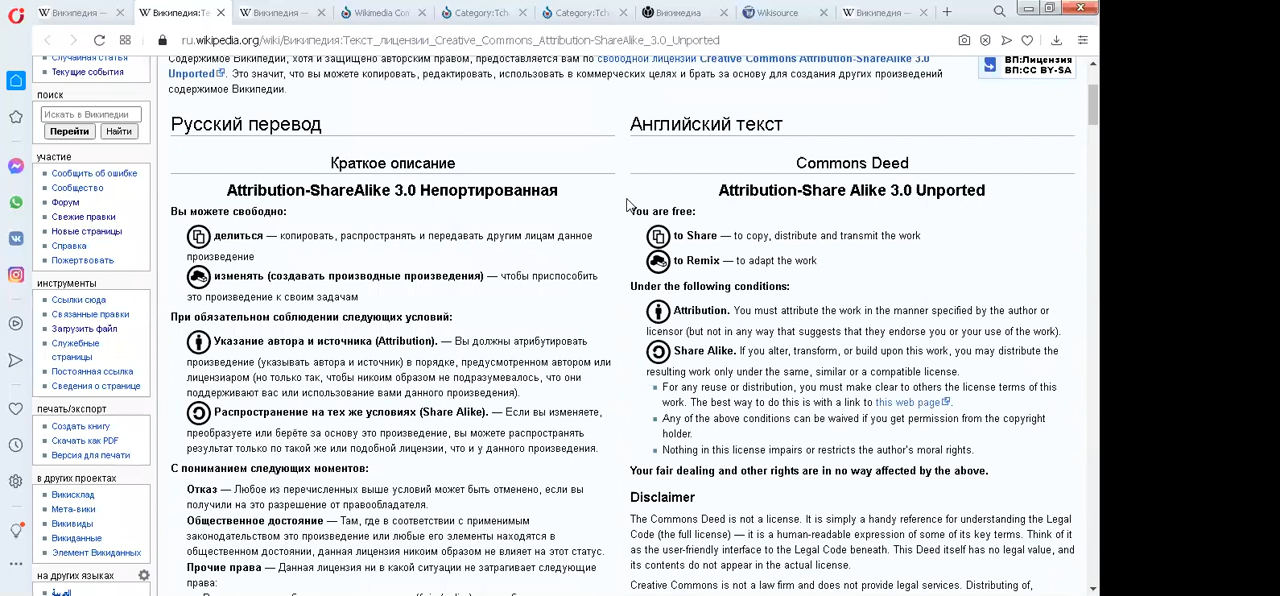 Википедия —
Википедия:Те
Википедия —
Wikimedia Con
Category:Tch
Category:Tch
Викимедиа
Wikisource
Википедия —
ru.wikipedia.org/wiki/Википедия:Текст_лицензии_Creative_Commons_Attribution-ShareAlike_3.0_Unported
Случайная статья
Текущие события
поиск
Искать в Википедии
Перейти
Найти
участие
Сообщить об ошибке
Сообщество
Форум
Свежие правки
Новые страницы
Справка
Пожертвовать
инструменты
Ссылки сюда
Связанные правки
Загрузить файл
Служебные
страницы
Постоянная ссылка
Сведения о странице
печать/экспорт
Создать книгу
Скачать как PDF
Версия для печати
в других проектах
Викисклад
Мета-вики
Викивиды
Викиданные
Элемент Викиданных
на других языках
العربية
Содержимое Википедии, хотя и защищено авторским правом, предоставляется вам по свободной лицензии Creative Commons Attribution-ShareAlike 3.0
Unported. Это значит, что вы можете копировать, редактировать, использовать в коммерческих целях и брать за основу для создания других произведений
содержимое Википедии.
ВП:Лицензия
ВП:CC BY-SA
Русский перевод
Краткое описание
Attribution-ShareAlike 3.0 Непортированная
Вы можете свободно:
делиться — копировать, распространять и передавать другим лицам данное
произведение
изменять (создавать производные произведения) — чтобы приспособить
это произведение к своим задачам
При обязательном соблюдении следующих условий:
Указание автора и источника (Attribution). — Вы должны атрибутировать
произведение (указывать автора и источник) в порядке, предусмотренном автором или
лицензиаром (но только так, чтобы никоим образом не подразумевалось, что они
поддерживают вас или использование вами данного произведения).
Распространение на тех же условиях (Share Alike). — Если вы изменяете,
преобразуете или берёте за основу это произведение, вы можете распространять
результат только по такой же или подобной лицензии, что и у данного произведения.
С пониманием следующих моментов:
Отказ — Любое из перечисленных выше условий может быть отменено, если вы
получили на это разрешение от правообладателя.
Общественное достояние — Там, где в соответствии с применимым
законодательством это произведение или любые его элементы находятся в
общественном достоянии, данная лицензия никоим образом не влияет на этот статус.
Прочие права — Данная лицензия ни в какой ситуации не затрагивает следующие
права:
Английский текст
Commons Deed
Attribution-Share Alike 3.0 Unported
You are free:
to Share — to copy, distribute and transmit the work
to Remix — to adapt the work
Under the following conditions:
Attribution. You must attribute the work in the manner specified by the author or
licensor (but not in any way that suggests that they endorse you or your use of the work).
Share Alike. If you alter, transform, or build upon this work, you may distribute the
resulting work only under the same, similar or a compatible license.
For any reuse or distribution, you must make clear to others the license terms of this
work. The best way to do this is with a link to this web page.
Any of the above conditions can be waived if you get permission from the copyright
holder.
Nothing in this license impairs or restricts the author's moral rights.
Your fair dealing and other rights are in no way affected by the above.
Disclaimer
The Commons Deed is not a license. It is simply a handy reference for understanding the Legal
Code (the full license) — it is a human-readable expression of some of its key terms. Think of it
as the user-friendly interface to the Legal Code beneath. This Deed itself has no legal value, and
its contents do not appear in the actual license.
Creative Commons is not a law firm and does not provide legal services. Distributing of,